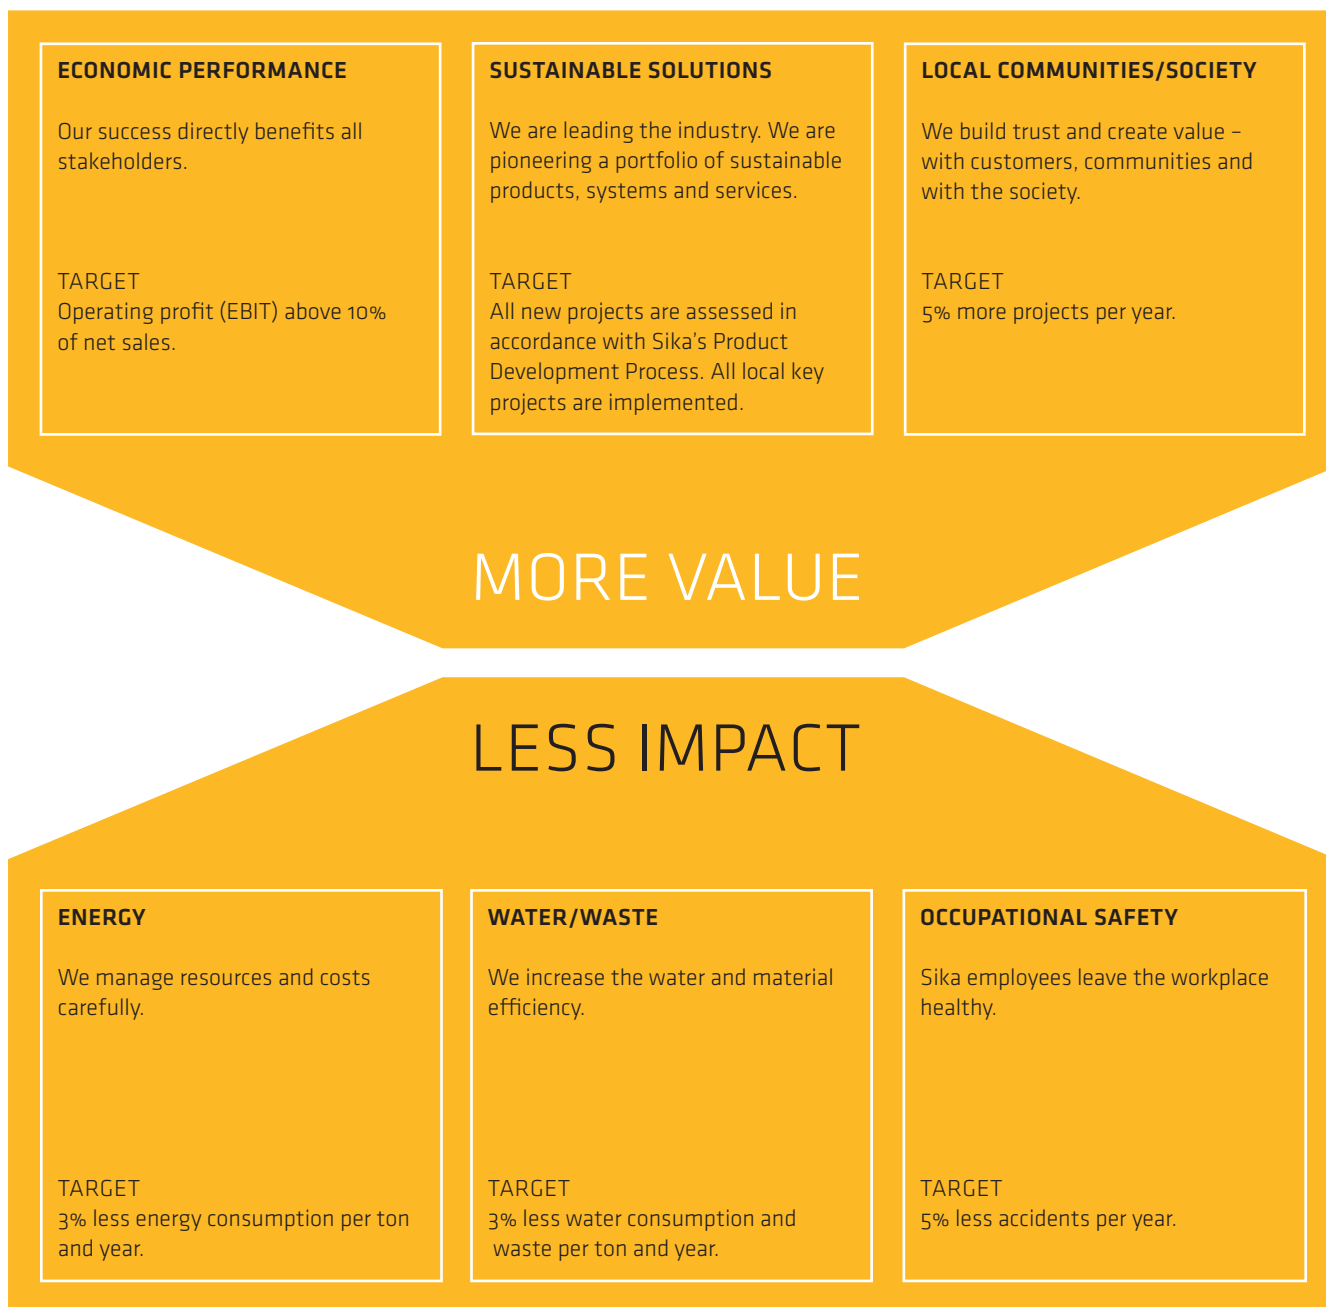 ECONOMIC PERFORMANCE
Our success directly benefits all
stakeholders.
TARGET
Operating profit (EBIT) above 10%
of net sales.
SUSTAINABLE SOLUTIONS
We are leading the industry. We are
pioneering a portfolio of sustainable
products, systems and services.
TARGET
All new projects are assessed in
accordance with Sika's Product
Development Process. All local key
projects are implemented.
LOCAL COMMUNITIES/SOCIETY
We build trust and create value –
with customers, communities and
with the society.
TARGET
5% more projects per year.
MORE VALUE
LESS IMPACT
ENERGY
We manage resources and costs
carefully.
TARGET
3% less energy consumption per ton
and year.
WATER/WASTE
We increase the water and material
efficiency.
TARGET
3% less water consumption and
waste per ton and year.
OCCUPATIONAL SAFETY
Sika employees leave the workplace
healthy.
TARGET
5% less accidents per year.